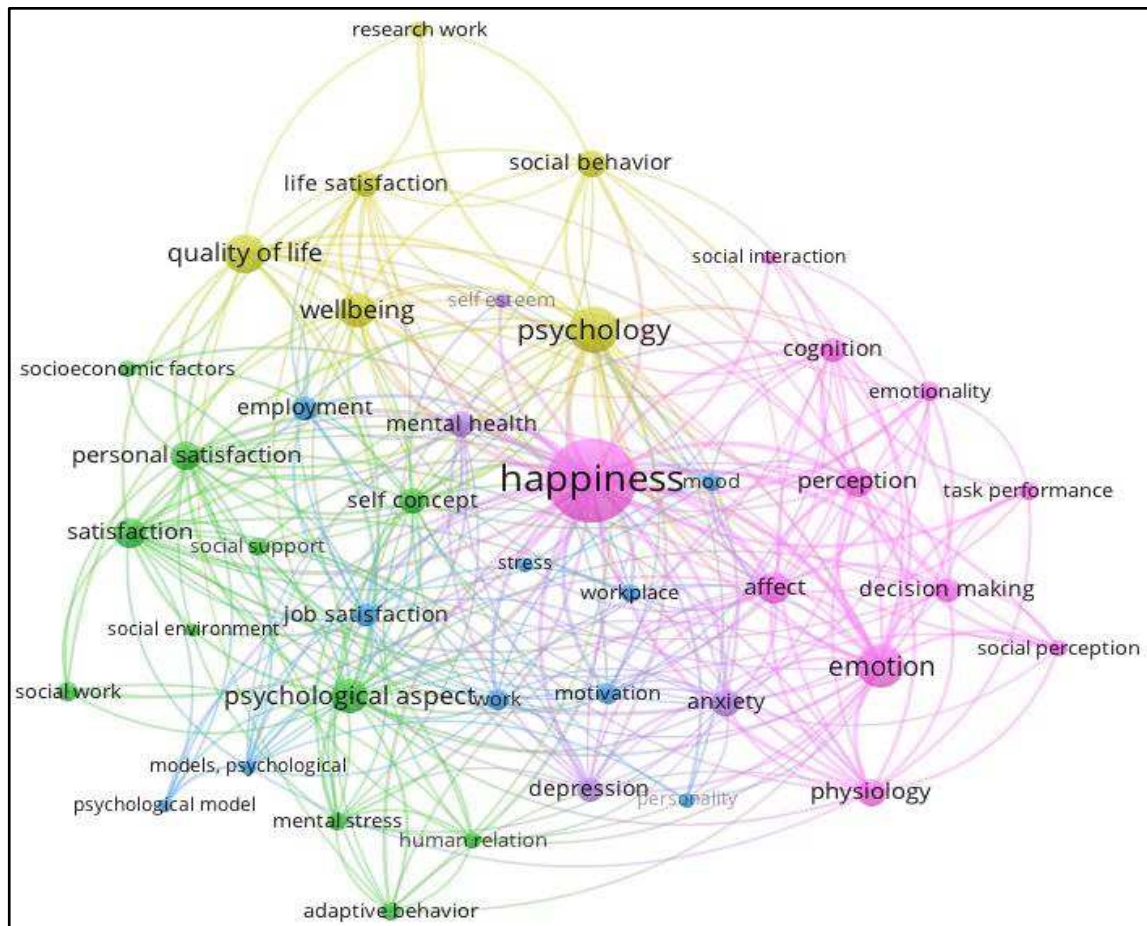 research work
social behavior
life satisfaction
quality of life
social interaction
self esteem
wellbeing
psychology
cognition
socioeconomic factors
emotionality
employment
mental health
personal satisfaction
happiness
mood
perception
task performance
self concept
satisfaction
social support
stress
workplace
affect
decision making
job satisfaction
social environment
social perception
emotion
social work
psychological aspect
work
motivation
anxiety
models, psychological
depression
personality
physiology
psychological model
mental stress
human relation
adaptive behavior